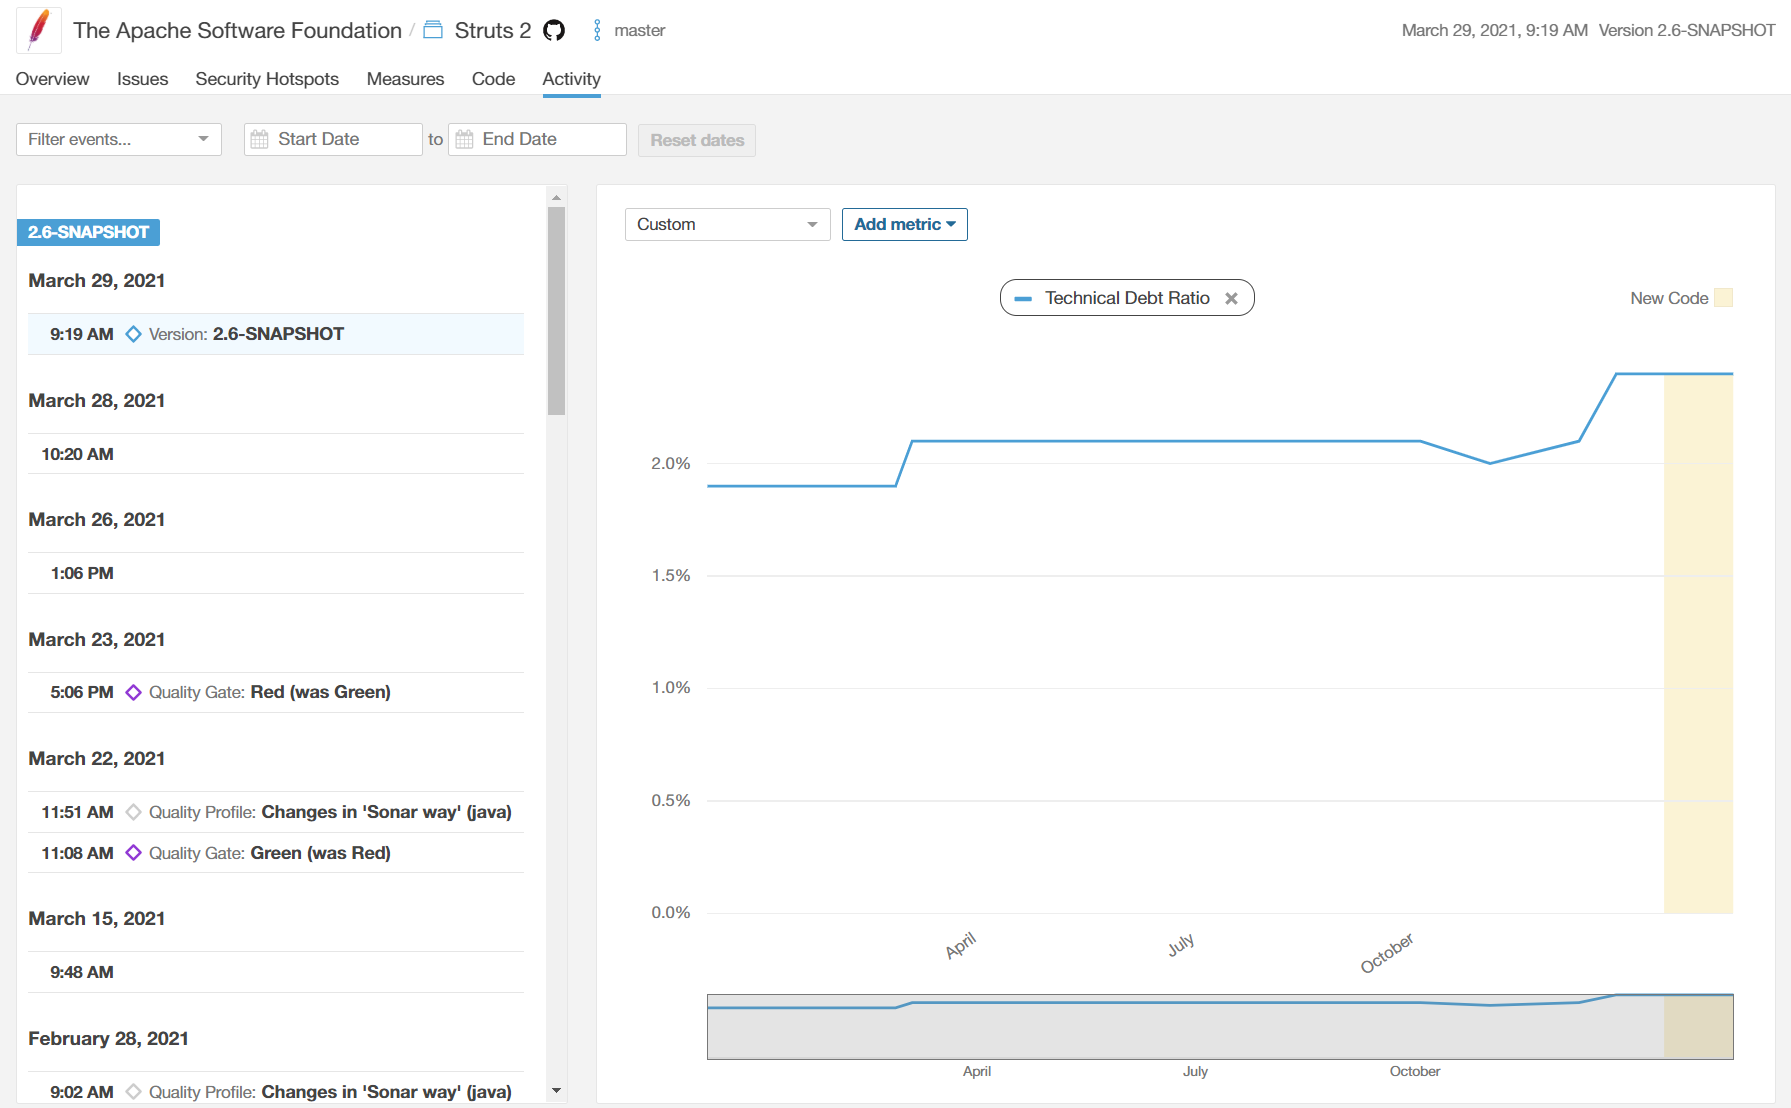 The Apache Software Foundation / Struts 2 master
March 29, 2021, 9:19 AM Version 2.6-SNAPSHOT
Overview Issues Security Hotspots Measures Code Activity
Filter events... Start Date to End Date Reset dates
2.6-SNAPSHOT
March 29, 2021
9:19 AM Version: 2.6-SNAPSHOT
March 28, 2021
10:20 AM
March 26, 2021
1:06 PM
March 23, 2021
5:06 PM Quality Gate: Red (was Green)
March 22, 2021
11:51 AM Quality Profile: Changes in 'Sonar way' (java)
11:08 AM Quality Gate: Green (was Red)
March 15, 2021
9:48 AM
February 28, 2021
9:02 AM Quality Profile: Changes in 'Sonar way' (java)
Custom Add metric
Technical Debt Ratio
New Code
2.0%
1.5%
1.0%
0.5%
0.0%
April July October
April July October